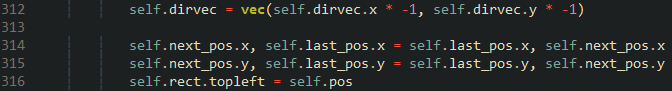 312 self.dirvec = vec(self.dirvec.x * -1, self.dirvec.y * -1)
313
314 self.next_pos.x, self.last_pos.x = self.last_pos.x, self.next_pos.x
315 self.next_pos.y, self.last_pos.y = self.last_pos.y, self.next_pos.y
316 self.rect.topleft = self.pos